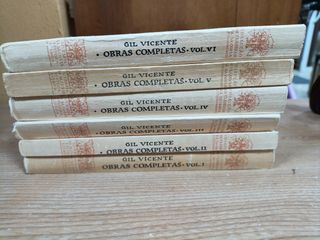 GIL VICENTE
• OBRAS COMPLETAS • VOL. VI
GIL VICENTE
• OBRAS COMPLETAS • VOL. V
GIL VICENTE
• OBRAS COMPLETAS • VOL. IV
GIL VICENTE
• OBRAS COMPLETAS • VOL. III
GIL VICENTE
• OBRAS COMPLETAS • VOL. II
GIL VICENTE
OBRAS COMPLETAS • VOL. I